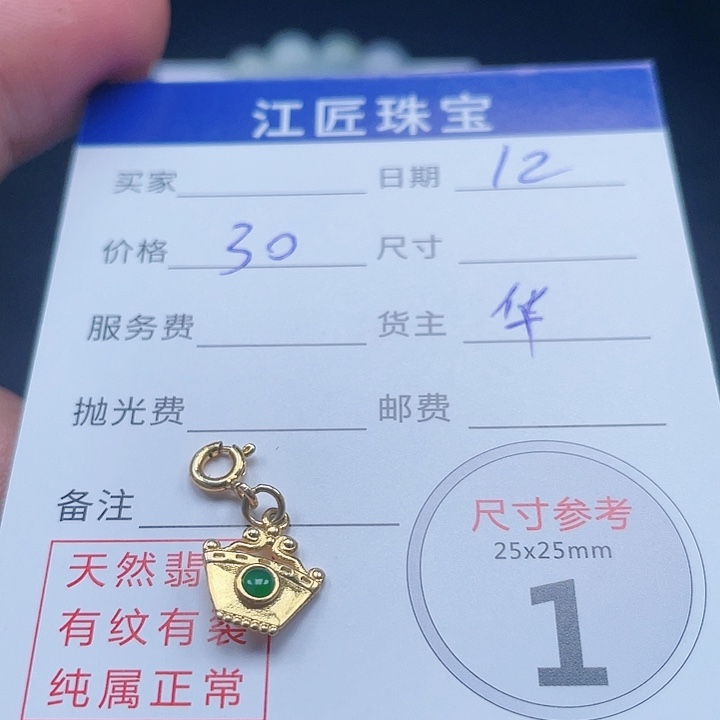 江匠珠宝
买家 日期 12
价格 30 尺寸
服务费 货主 华
抛光费 邮费
备注
尺寸参考
25x25mm
1
天然翡
有纹有裂
纯属正常